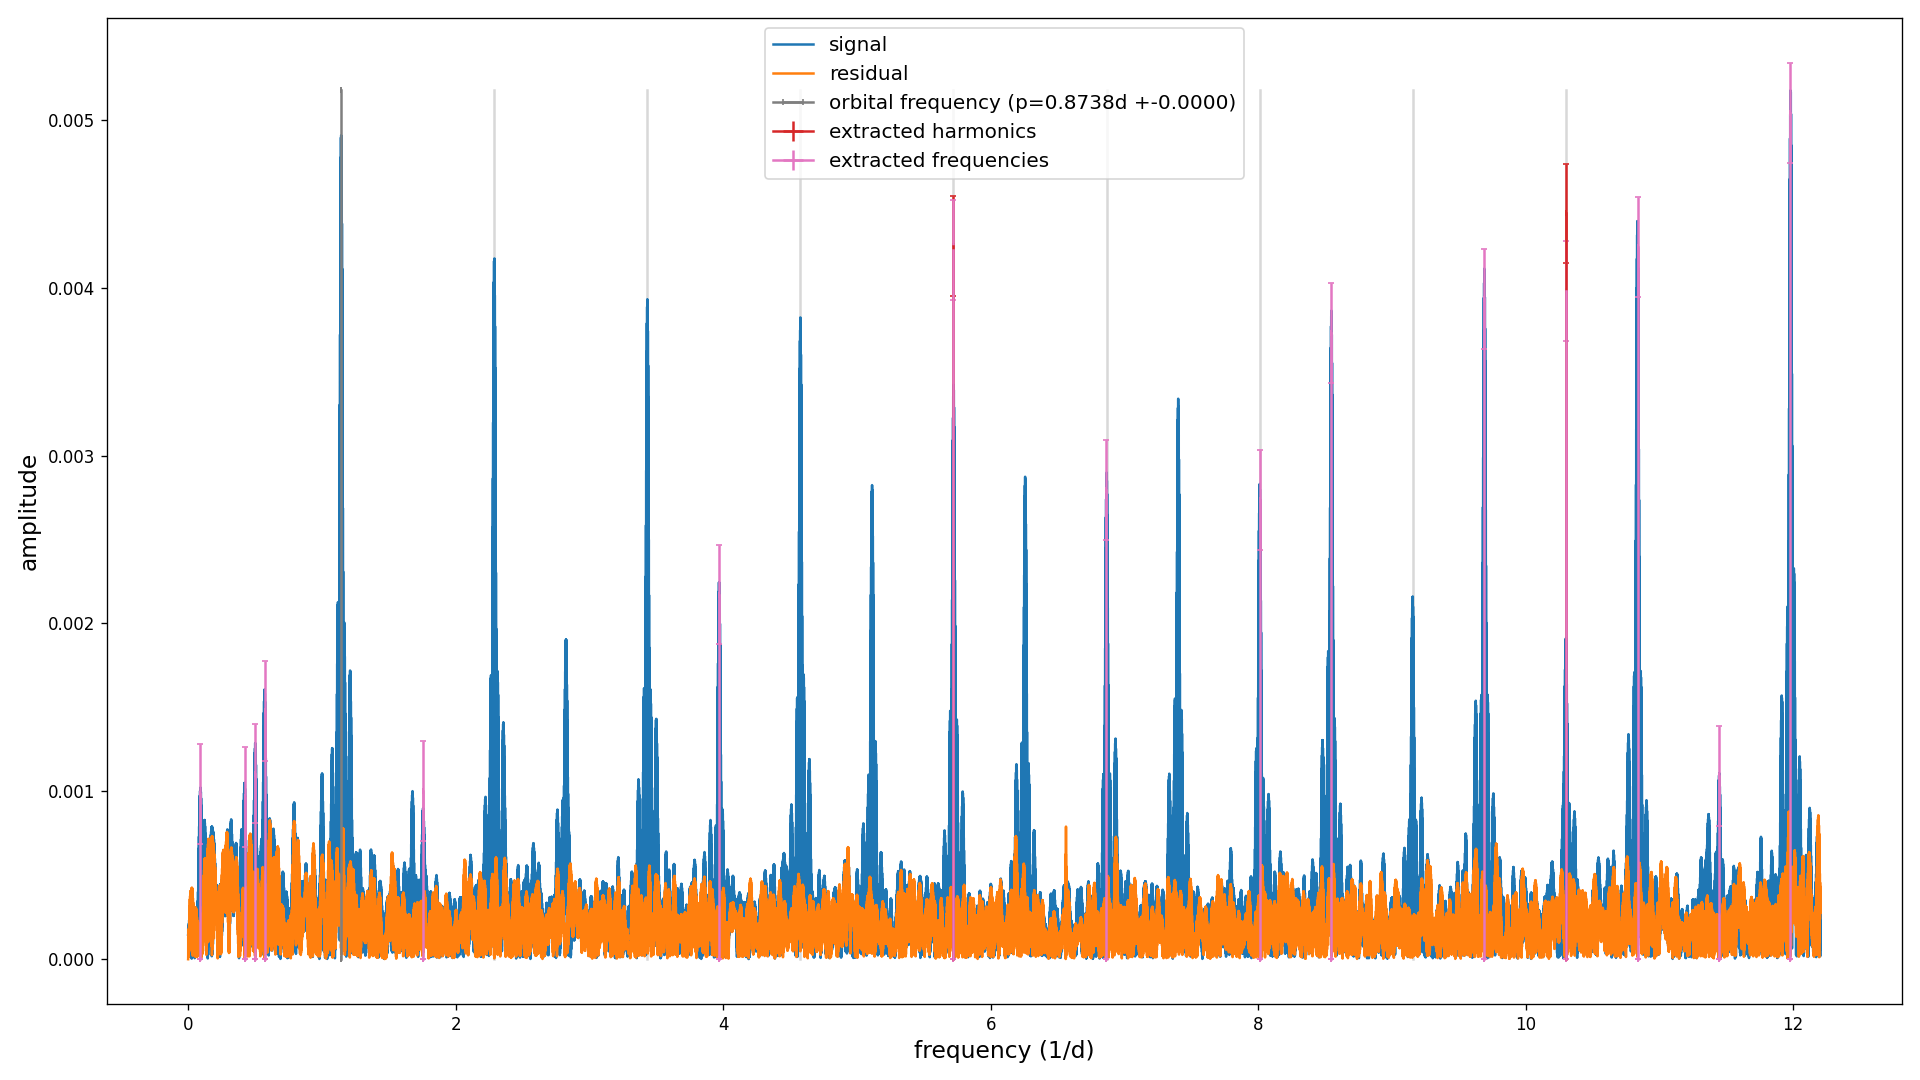 signal
residual
orbital frequency (p=0.8738d +-0.0000)
extracted harmonics
extracted frequencies
0.005
0.004
0.003
0.002
0.001
0.000
amplitude
0 2 4 6 8 10 12
frequency (1/d)